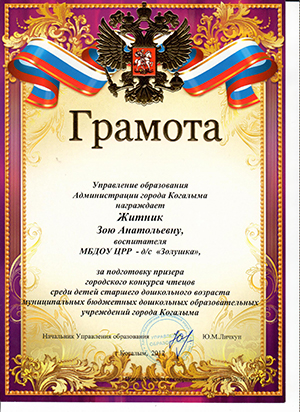 Грамота
Управление образования
Администрации города Когалыма
награждает
Житник
Зою Анатольевну,
воспитателя
МБДОУ ЦРР - д/с «Золушка»,
за подготовку призера
городского конкурса чтецов
среди детей старшего дошкольного возраста
муниципальных бюджетных дошкольных образовательных
учреждений города Когалыма
Начальник Управления образования Ю.М.Личкун
г.Когалым, 2012